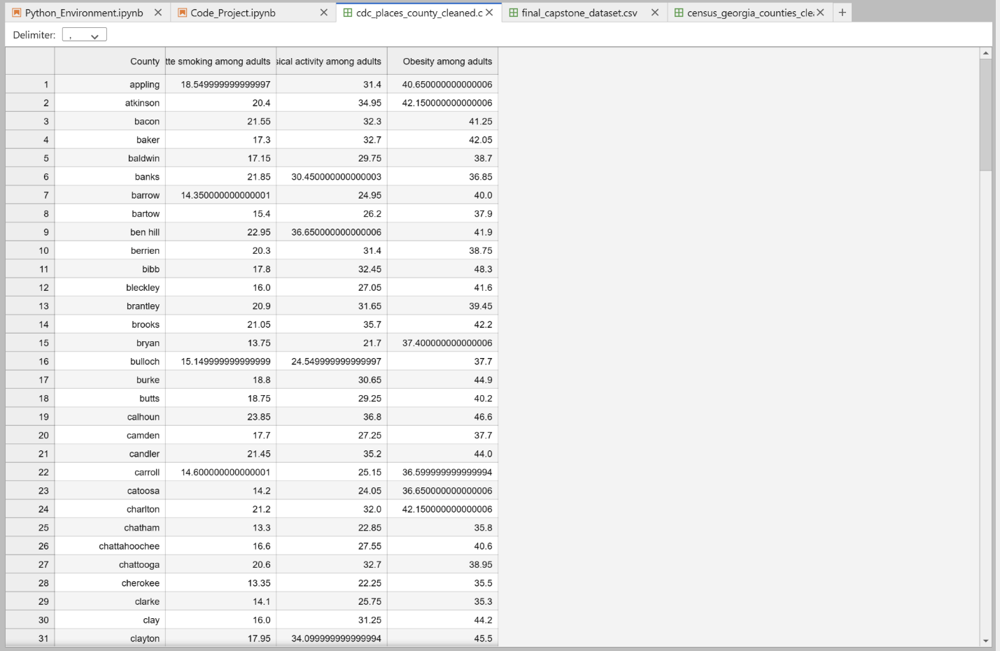 Python_Environment.ipynb Code_Project.ipynb cdc_places_county_cleaned.c final_capstone_dataset.csv census_georgia_counties_cle
Delimiter: ,
County tte smoking among adults sical activity among adults Obesity among adults
1 appling 18.549999999999997 31.4 40.650000000000006
2 atkinson 20.4 34.95 42.150000000000006
3 bacon 21.55 32.3 41.25
4 baker 17.3 32.7 42.05
5 baldwin 17.15 29.75 38.7
6 banks 21.85 30.450000000000003 36.85
7 barrow 14.350000000000001 24.95 40.0
8 bartow 15.4 26.2 37.9
9 ben hill 22.95 36.650000000000006 41.9
10 berrien 20.3 31.4 38.75
11 bibb 17.8 32.45 48.3
12 bleckley 16.0 27.05 41.6
13 brantley 20.9 31.65 39.45
14 brooks 21.05 35.7 42.2
15 bryan 13.75 21.7 37.400000000000006
16 bulloch 15.149999999999999 24.549999999999997 37.7
17 burke 18.8 30.65 44.9
18 butts 18.75 29.25 40.2
19 calhoun 23.85 36.8 46.6
20 camden 17.7 27.25 37.7
21 candler 21.45 35.2 44.0
22 carroll 14.600000000000001 25.15 36.599999999999994
23 catoosa 14.2 24.05 36.650000000000006
24 charlton 21.2 32.0 42.150000000000006
25 chatham 13.3 22.85 35.8
26 chattahoochee 16.6 27.55 40.6
27 chattooga 20.6 32.7 38.95
28 cherokee 13.35 22.25 35.5
29 clarke 14.1 25.75 35.3
30 clay 16.0 31.25 44.2
31 clayton 17.95 34.099999999999994 45.5